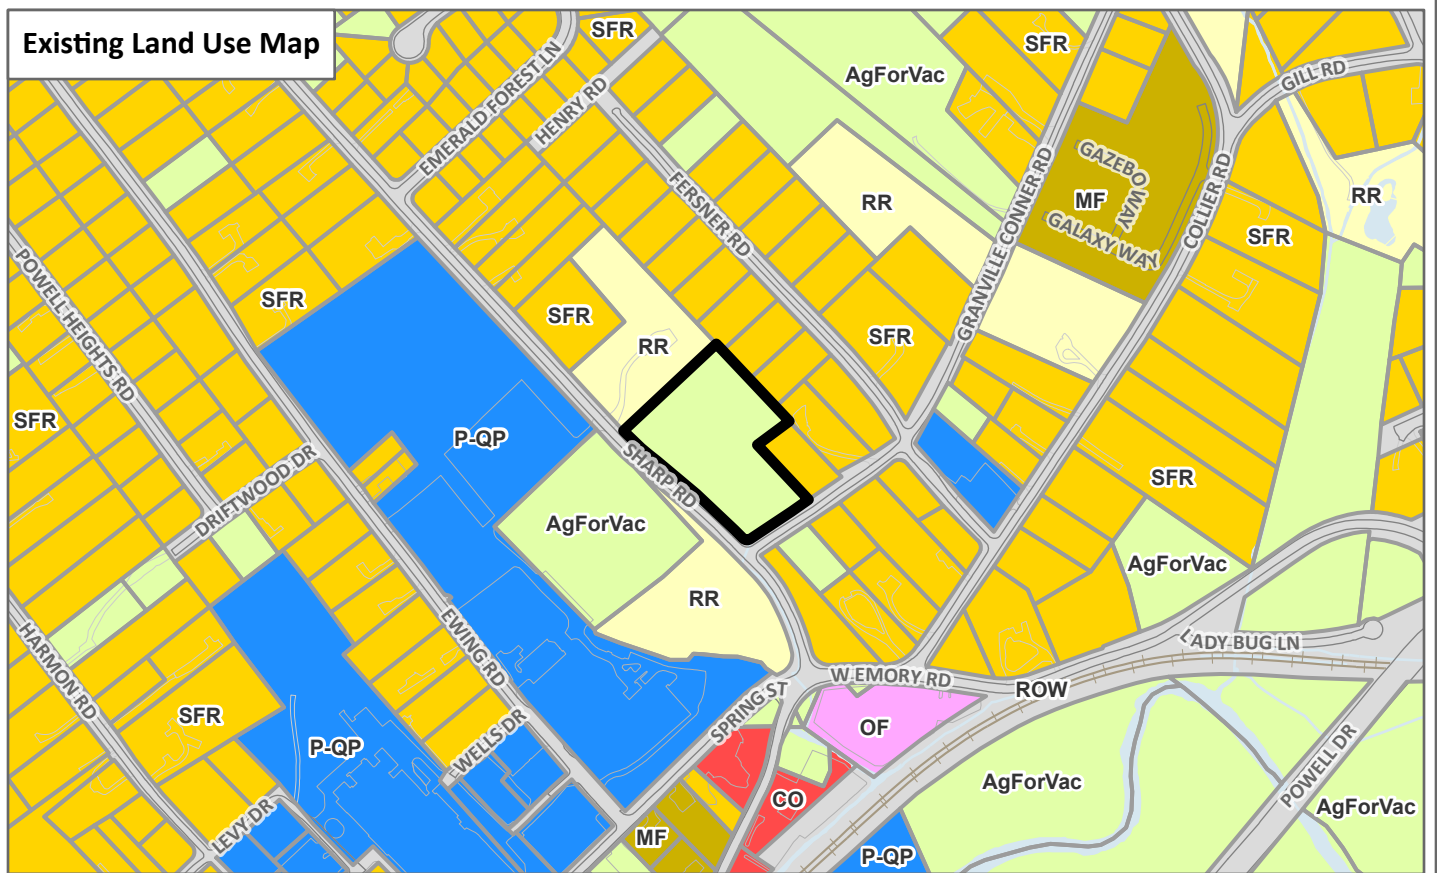 Existing Land Use Map
SFR
SFR
AgForVac
EMERALD FOREST LN
HENRY RD
GILL RD
GAZEBO WAY
MF
GALAXY WAY
COLLIER RD
GRANVILLE CONNER RD
FERSNER RD
RR
RR
SFR
POWELL HEIGHTS RD
SFR
SFR
RR
SFR
SFR
P-QP
SHARP RD
DRIFTWOOD DR
SFR
AgForVac
AgForVac
RR
EWING RD
HARMON RD
LADY BUG LN
W EMORY RD
ROW
SPRING ST
OF
SFR
P-QP
WELLS DR
AgForVac
POWELL DR
AgForVac
CO
LEVY DR
MF
P-QP